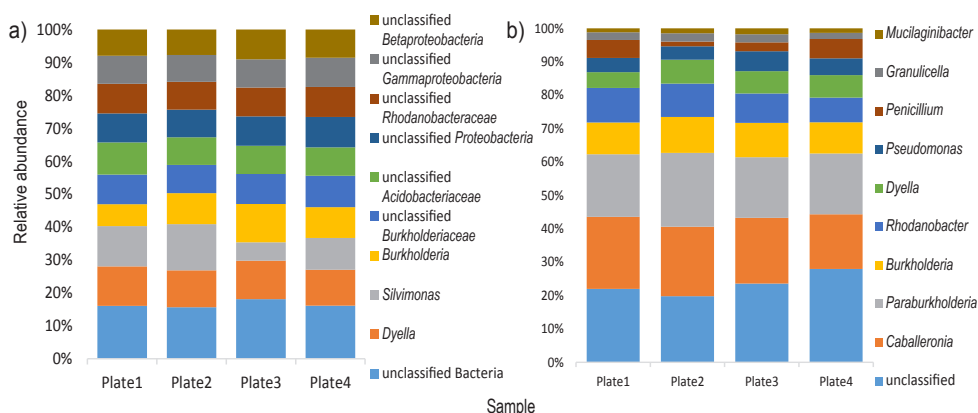 a)
Relative abundance
100%
90%
80%
70%
60%
50%
40%
30%
20%
10%
0%
Plate1 Plate2 Plate3 Plate4
unclassified
Betaproteobacteria
unclassified
Gammaproteobacteria
unclassified
Rhodanobacteraceae
unclassified Proteobacteria
unclassified
Acidobacteriaceae
unclassified
Burkholderiaceae
Burkholderia
Silvimonas
Dyella
unclassified Bacteria
b)
100%
90%
80%
70%
60%
50%
40%
30%
20%
10%
0%
Plate1 Plate2 Plate3 Plate4
Mucilaginibacter
Granulicella
Penicillium
Pseudomonas
Dyella
Rhodanobacter
Burkholderia
Paraburkholderia
Caballeronia
unclassified
Sample